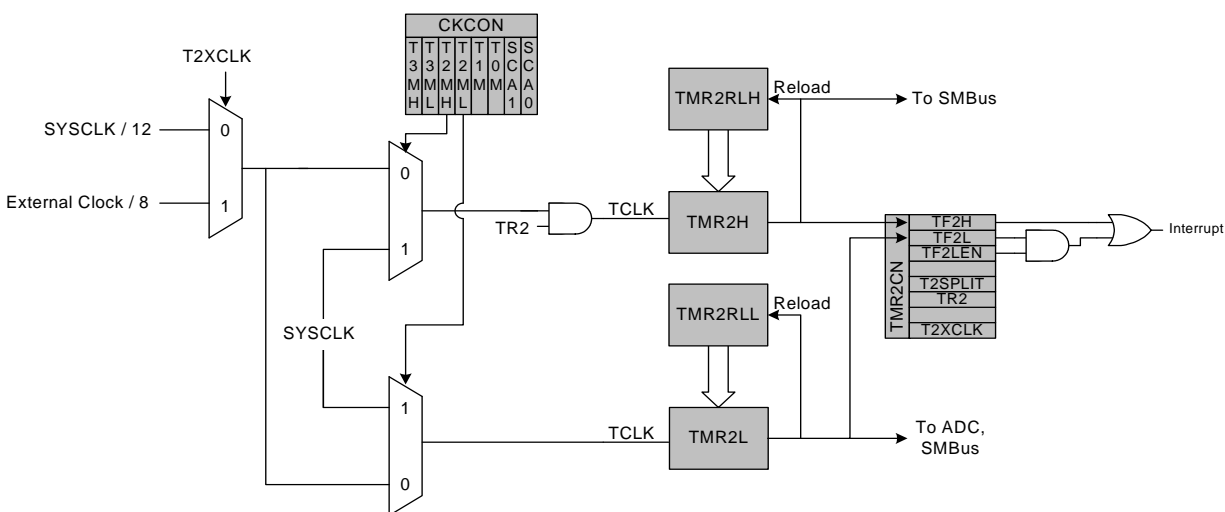 CKCON
T3MH
T3ML
T2MH
T2ML
T1M
T0M
SCA1
SCA0
T2XCLK
SYSCLK / 12
0
External Clock / 8
1
0
1
SYSCLK
1
0
TR2
TCLK
TMR2RLH
Reload
To SMBus
TMR2H
TMR2CN
TF2H
TF2L
TF2LEN
T2SPLIT
TR2
T2XCLK
Interrupt
TMR2RLL
Reload
TCLK
TMR2L
To ADC,
SMBus